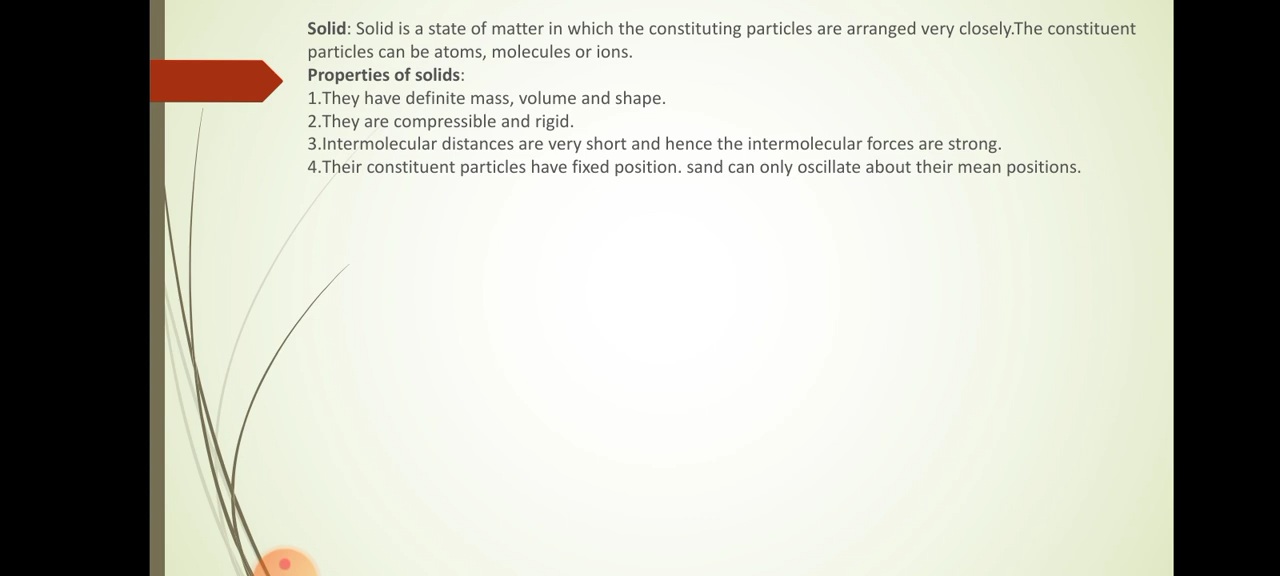 Solid: Solid is a state of matter in which the constituting particles are arranged very closely.The constituent
particles can be atoms, molecules or ions.
Properties of solids:
1.They have definite mass, volume and shape.
2.They are compressible and rigid.
3.Intermolecular distances are very short and hence the intermolecular forces are strong.
4.Their constituent particles have fixed position. sand can only oscillate about their mean positions.